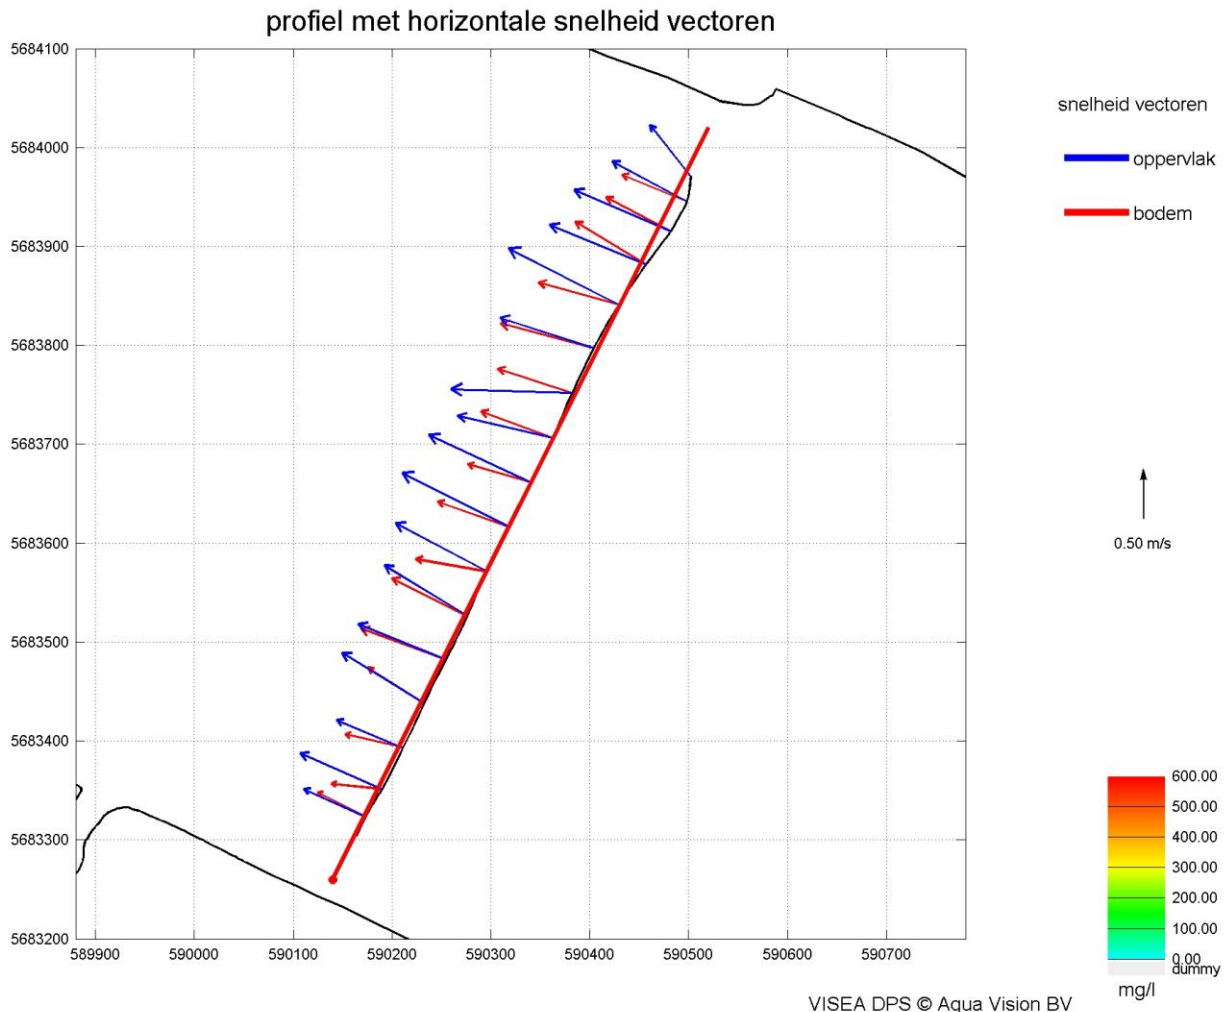 profiel met horizontale snelheid vectoren
5684100
5684000
5683900
5683800
5683700
5683600
5683500
5683400
5683300
5683200
589900 590000 590100 590200 590300 590400 590500 590600 590700
snelheid vectoren
oppervlak
bodem
0.50 m/s
600.00
500.00
400.00
300.00
200.00
100.00
0.00
dummy
mg/l
VISEA DPS © Aqua Vision BV